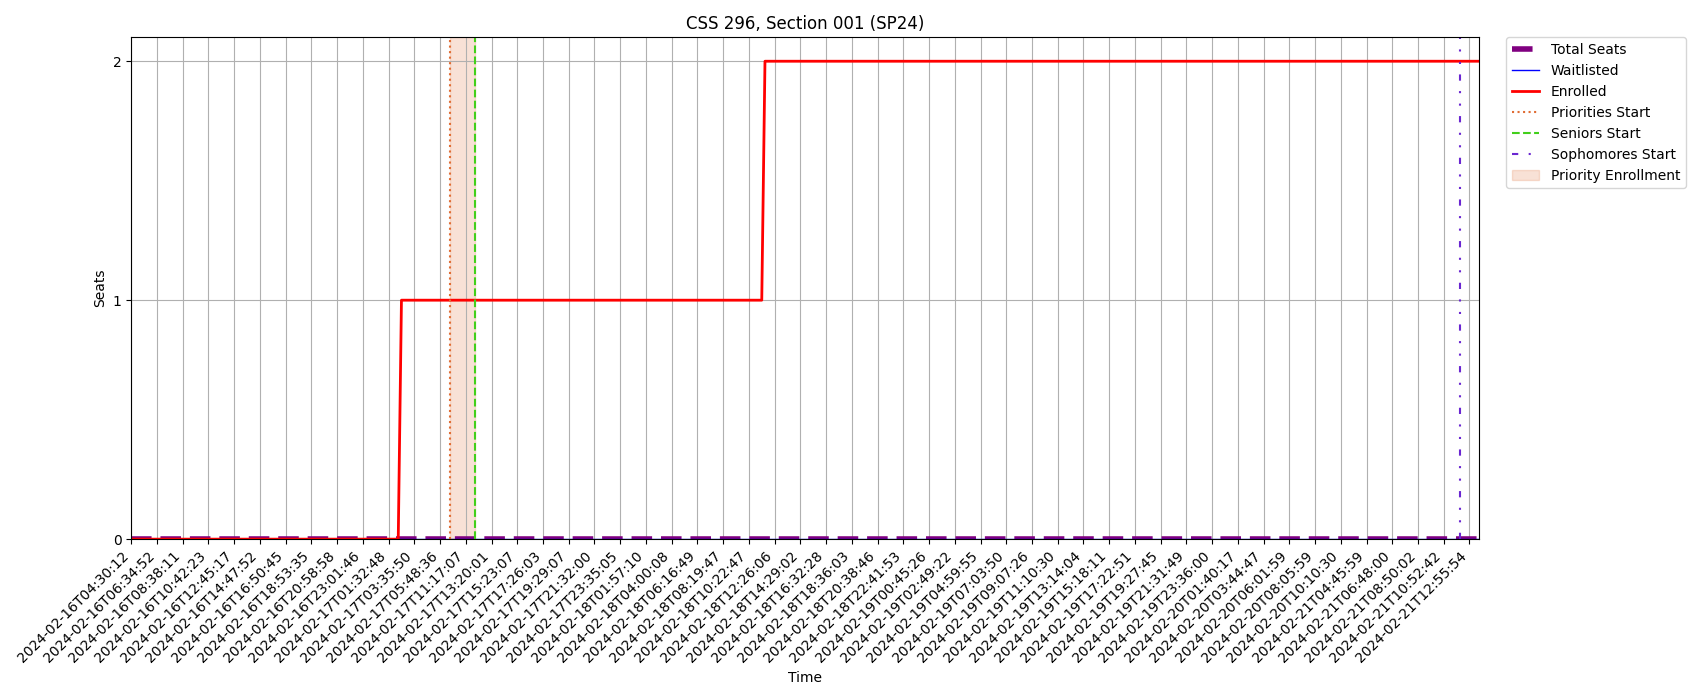 CSS 296, Section 001 (SP24)
Total Seats
Waitlisted
Enrolled
Priorities Start
Seniors Start
Sophomores Start
Priority Enrollment
Seats
2
1
0
2024-02-16T04:30:12
2024-02-16T06:34:52
2024-02-16T08:38:11
2024-02-16T10:42:23
2024-02-16T12:45:17
2024-02-16T14:47:52
2024-02-16T16:50:45
2024-02-16T18:53:35
2024-02-16T20:58:58
2024-02-16T23:01:46
2024-02-17T01:32:48
2024-02-17T03:35:50
2024-02-17T05:48:36
2024-02-17T11:17:07
2024-02-17T13:20:01
2024-02-17T15:23:07
2024-02-17T17:26:03
2024-02-17T19:29:07
2024-02-17T21:32:00
2024-02-17T23:35:05
2024-02-18T01:57:10
2024-02-18T04:00:08
2024-02-18T06:16:49
2024-02-18T08:19:47
2024-02-18T10:22:47
2024-02-18T12:26:06
2024-02-18T14:29:02
2024-02-18T16:32:28
2024-02-18T18:36:03
2024-02-18T20:38:46
2024-02-18T22:41:53
2024-02-19T00:45:26
2024-02-19T02:49:22
2024-02-19T04:59:55
2024-02-19T07:03:50
2024-02-19T09:07:26
2024-02-19T11:10:30
2024-02-19T13:14:04
2024-02-19T15:18:11
2024-02-19T17:22:51
2024-02-19T19:27:45
2024-02-19T21:31:49
2024-02-19T23:36:00
2024-02-20T01:40:17
2024-02-20T03:44:47
2024-02-20T06:01:59
2024-02-20T08:05:59
2024-02-20T10:10:30
2024-02-21T04:45:59
2024-02-21T06:48:00
2024-02-21T08:50:02
2024-02-21T10:52:42
2024-02-21T12:55:54
Time